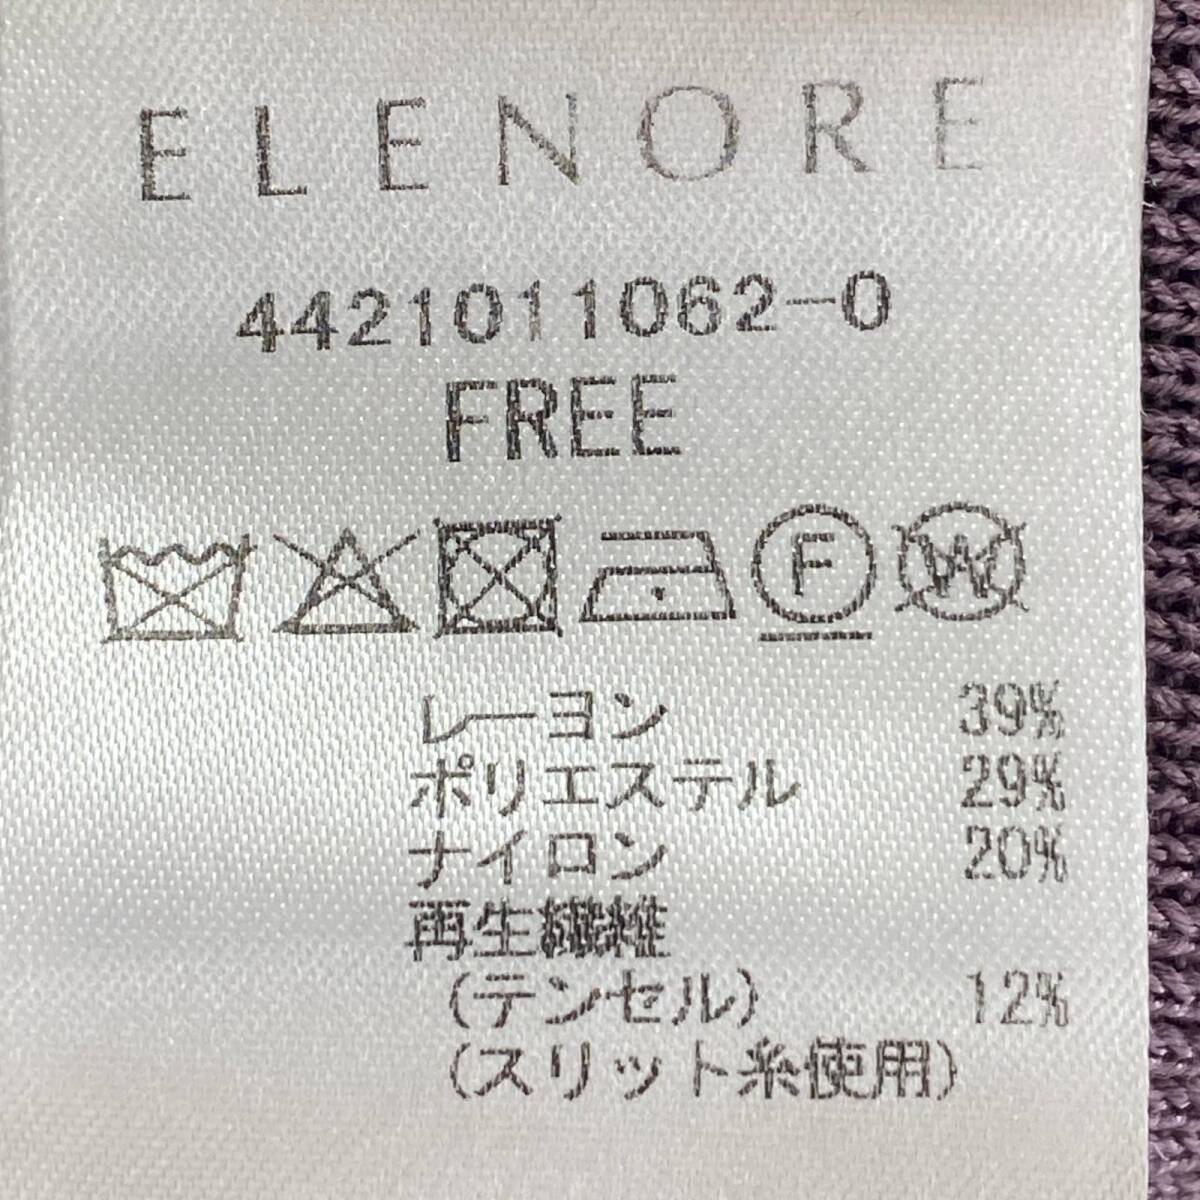 ELENORE
4421011062-0
FREE
F W
レーヨン 39%
ポリエステル 29%
ナイロン 20%
再生繊維
(テンセル) 12%
(スリット糸使用)